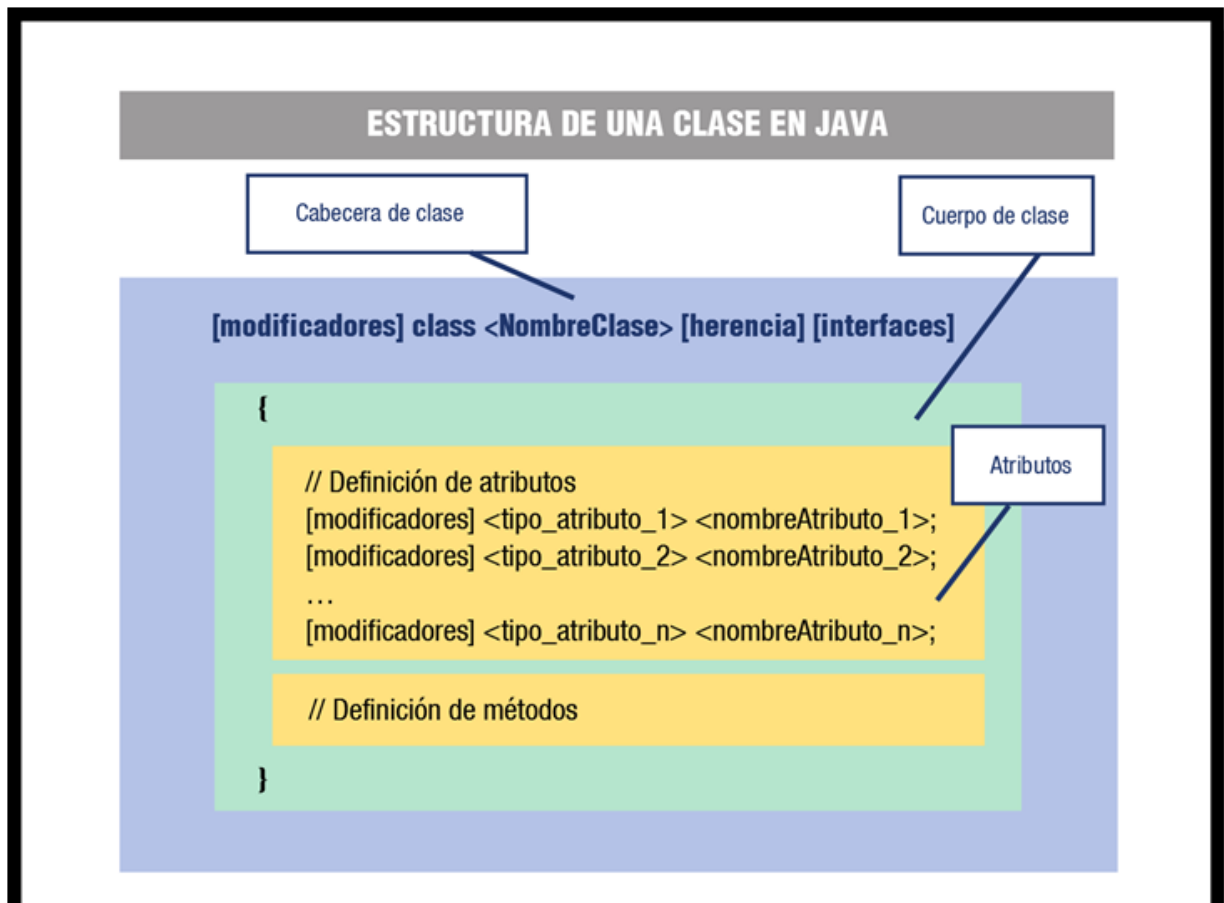 ESTRUCTURA DE UNA CLASE EN JAVA
Cabecera de clase
Cuerpo de clase
[modificadores] class <NombreClase> [herencia] [interfaces]
{
Atributos
// Definición de atributos
[modificadores] <tipo_atributo_1> <nombreAtributo_1>;
[modificadores] <tipo_atributo_2> <nombreAtributo_2>;
…
[modificadores] <tipo_atributo_n> <nombreAtributo_n>;
// Definición de métodos
}